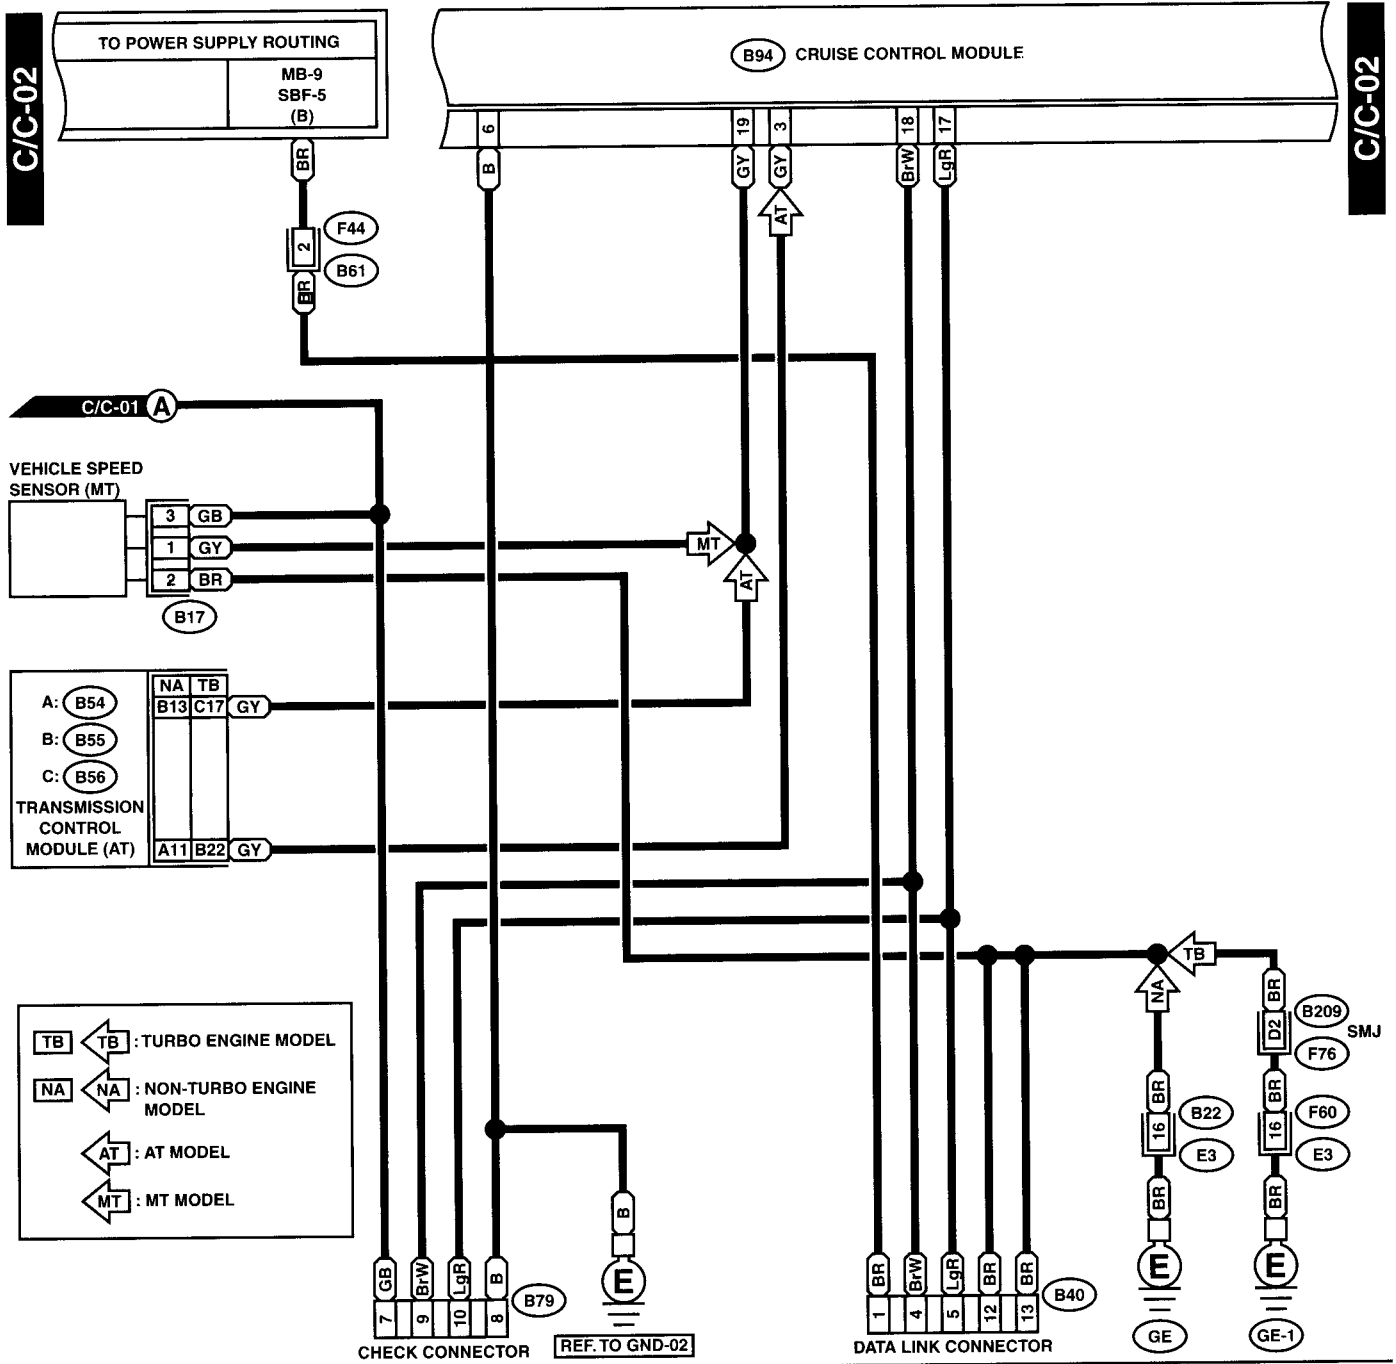 C/C-02
TO POWER SUPPLY ROUTING
MB-9
SBF-5
(B)
B94 CRUISE CONTROL MODULE
C/C-02
6
19
3
18
17
BR
B
GY
GY
BrW
LgR
AT
2
F44
B61
BR
C/C-01 A
VEHICLE SPEED
SENSOR (MT)
3 GB
1 GY
2 BR
B17
MT
AT
A: B54
B: B55
C: B56
TRANSMISSION
CONTROL
MODULE (AT)
NA TB
B13 C17 GY
A11 B22 GY
TB
NA
BR
D2
B209
F76
SMJ
BR
BR
16
B22
E3
16
F60
E3
BR
BR
E
E
GE
GE-1
TB TB : TURBO ENGINE MODEL
NA NA : NON-TURBO ENGINE
MODEL
AT : AT MODEL
MT : MT MODEL
B
E
REF. TO GND-02
GB
BrW
LgR
B
7
9
10
8
B79
CHECK CONNECTOR
BR
BrW
LgR
BR
BR
1
4
5
12
13
B40
DATA LINK CONNECTOR